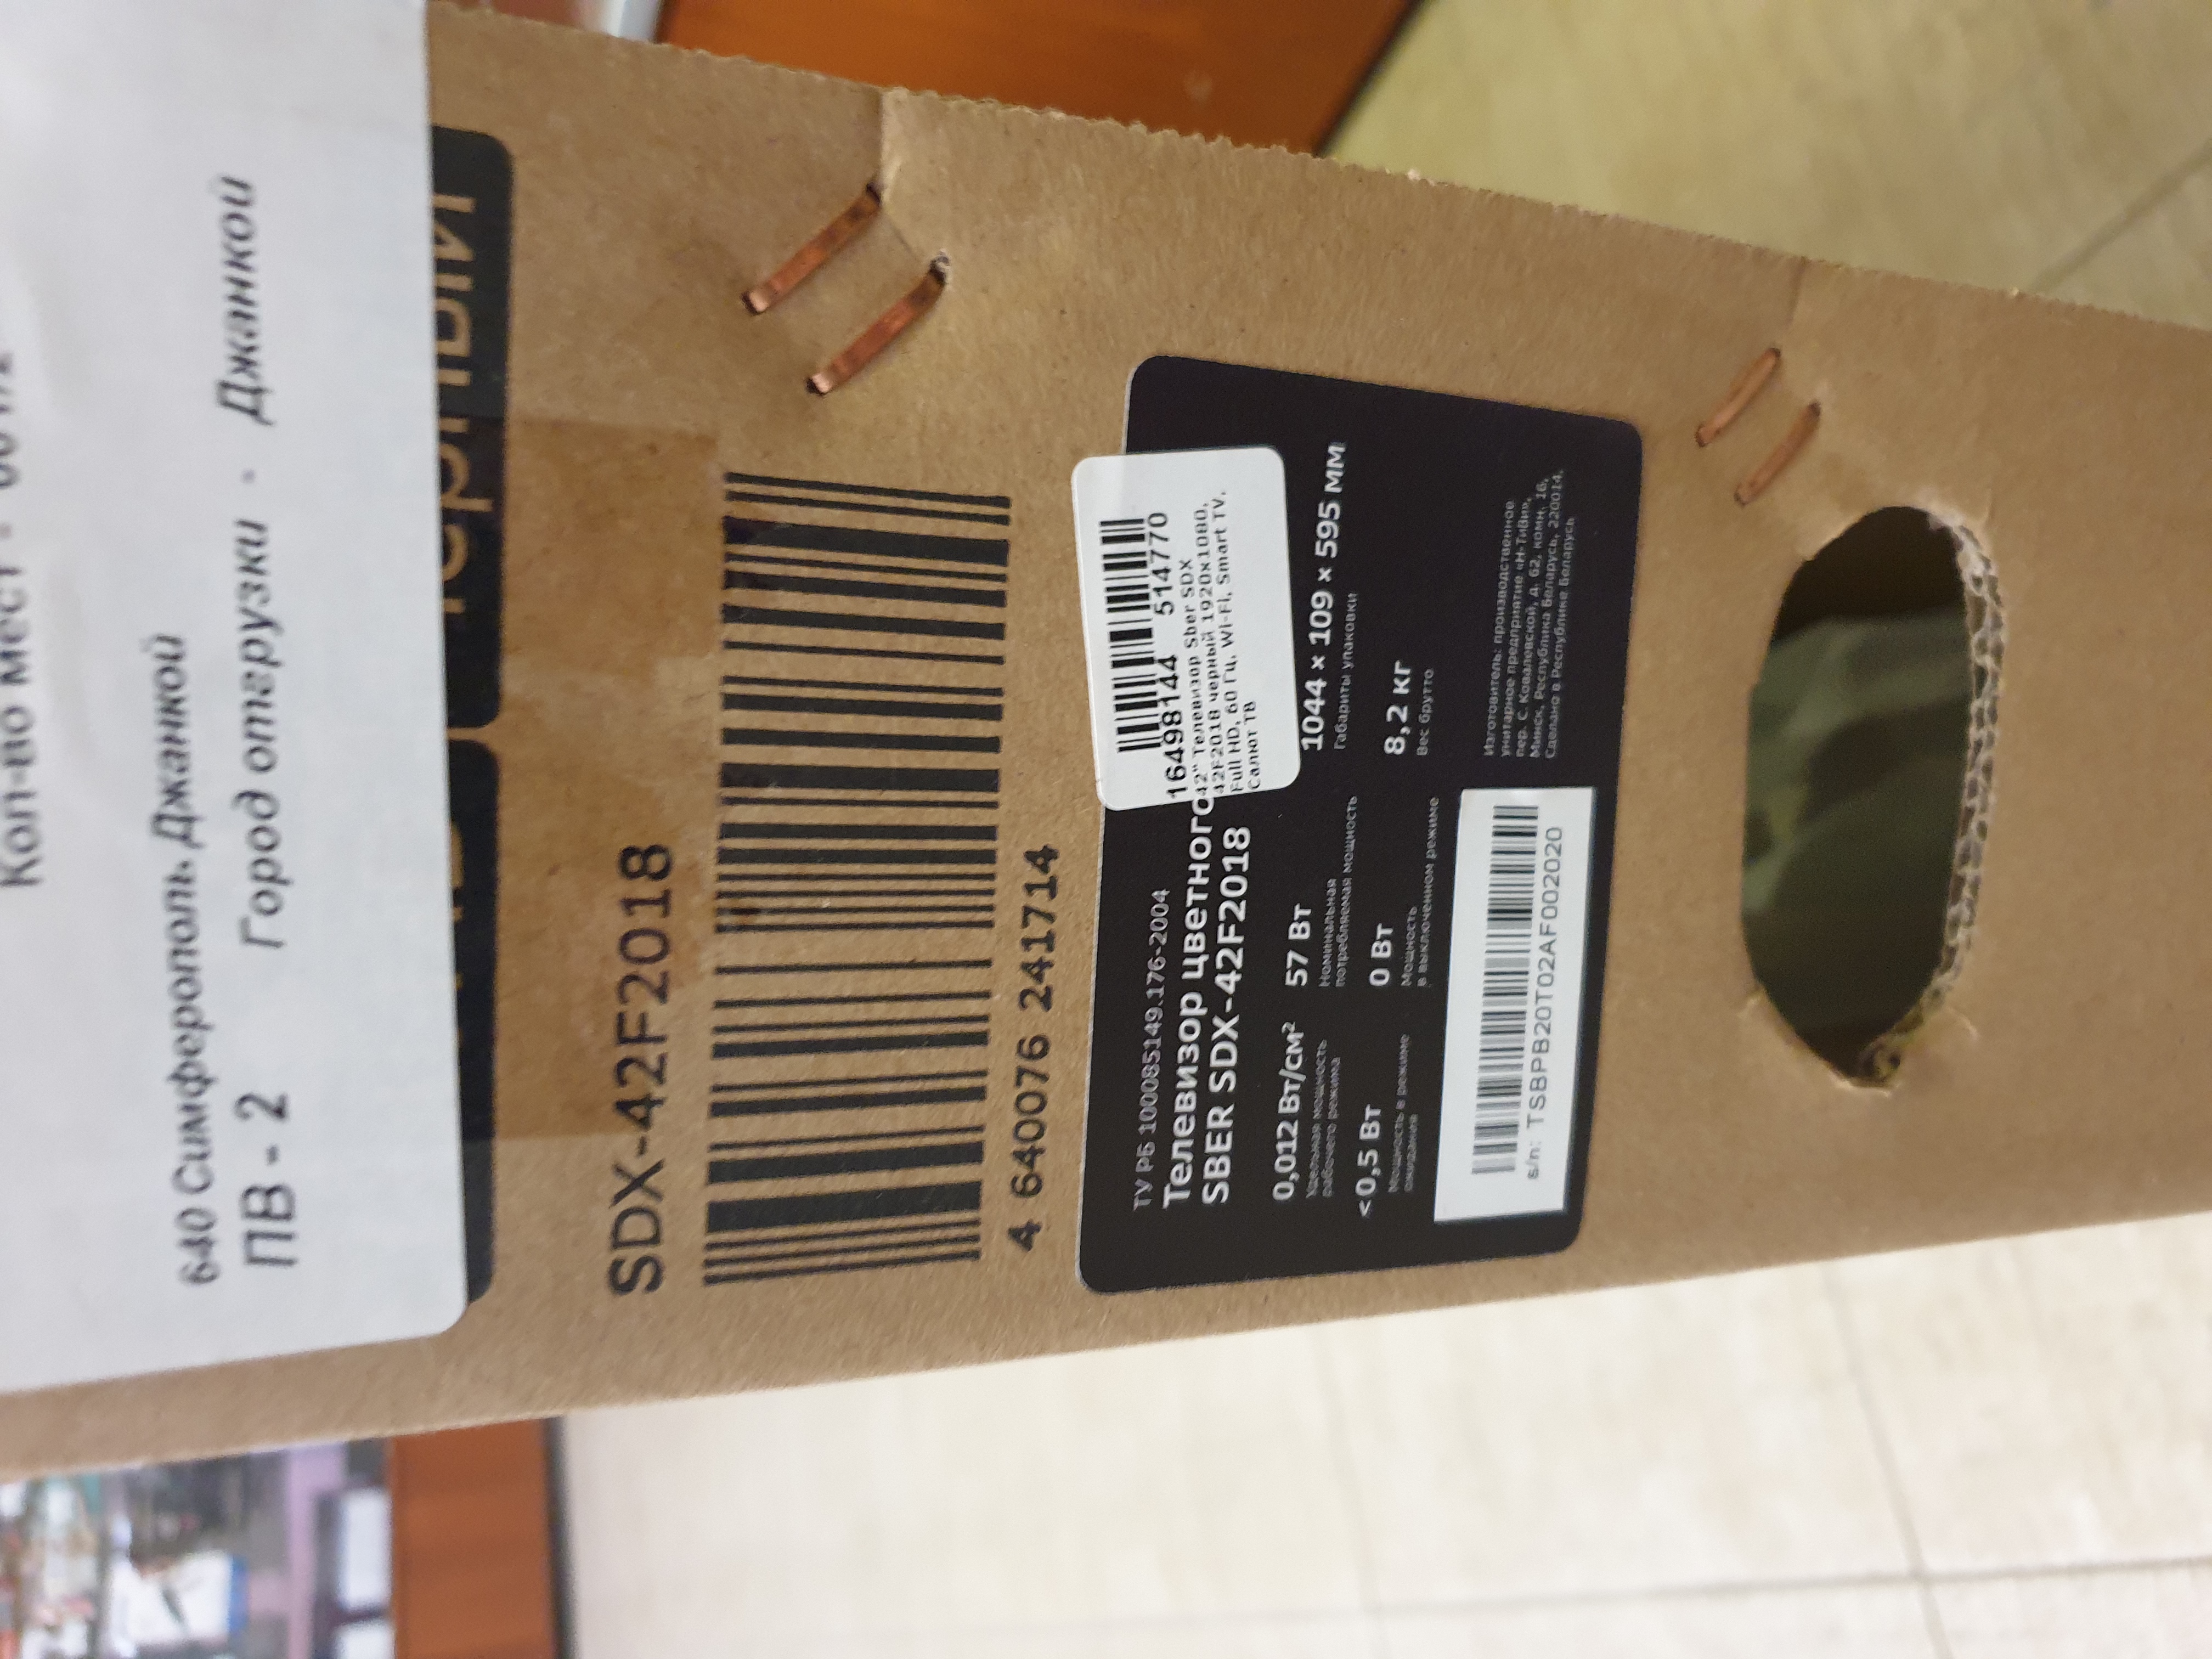 Кол-во мест -
640 Симферополь Джанкой
ПВ - 2 Город отгрузки - Джанкой
SDX-42F2018
4 640076 241714
16498144 514770
42" Телевизор Sber SDX
42F2018 черный 1920x1080,
Full HD, 60 Гц, Wi-Fi, Smart TV,
Салют ТВ
ТУ РБ 100085149.176-2004
Телевизор цветного
SBER SDX-42F2018
0,012 Вт/см²
Удельная мощность
рабочего режима
57 Вт
Номинальная
потребляемая мощность
1044 × 109 × 595 мм
Габариты упаковки
<0,5 Вт
Мощность в режиме
ожидания
0 Вт
Мощность
в выключенном режиме
8,2 кг
Вес брутто
Изготовитель: производственное
унитарное предприятие «Н-ТиВи»,
пер. С. Ковалевской, д. 62, комн. 16,
Минск, Республика Беларусь, 220014.
Сделано в Республике Беларусь
s/n: TSBPB20T02AF002020